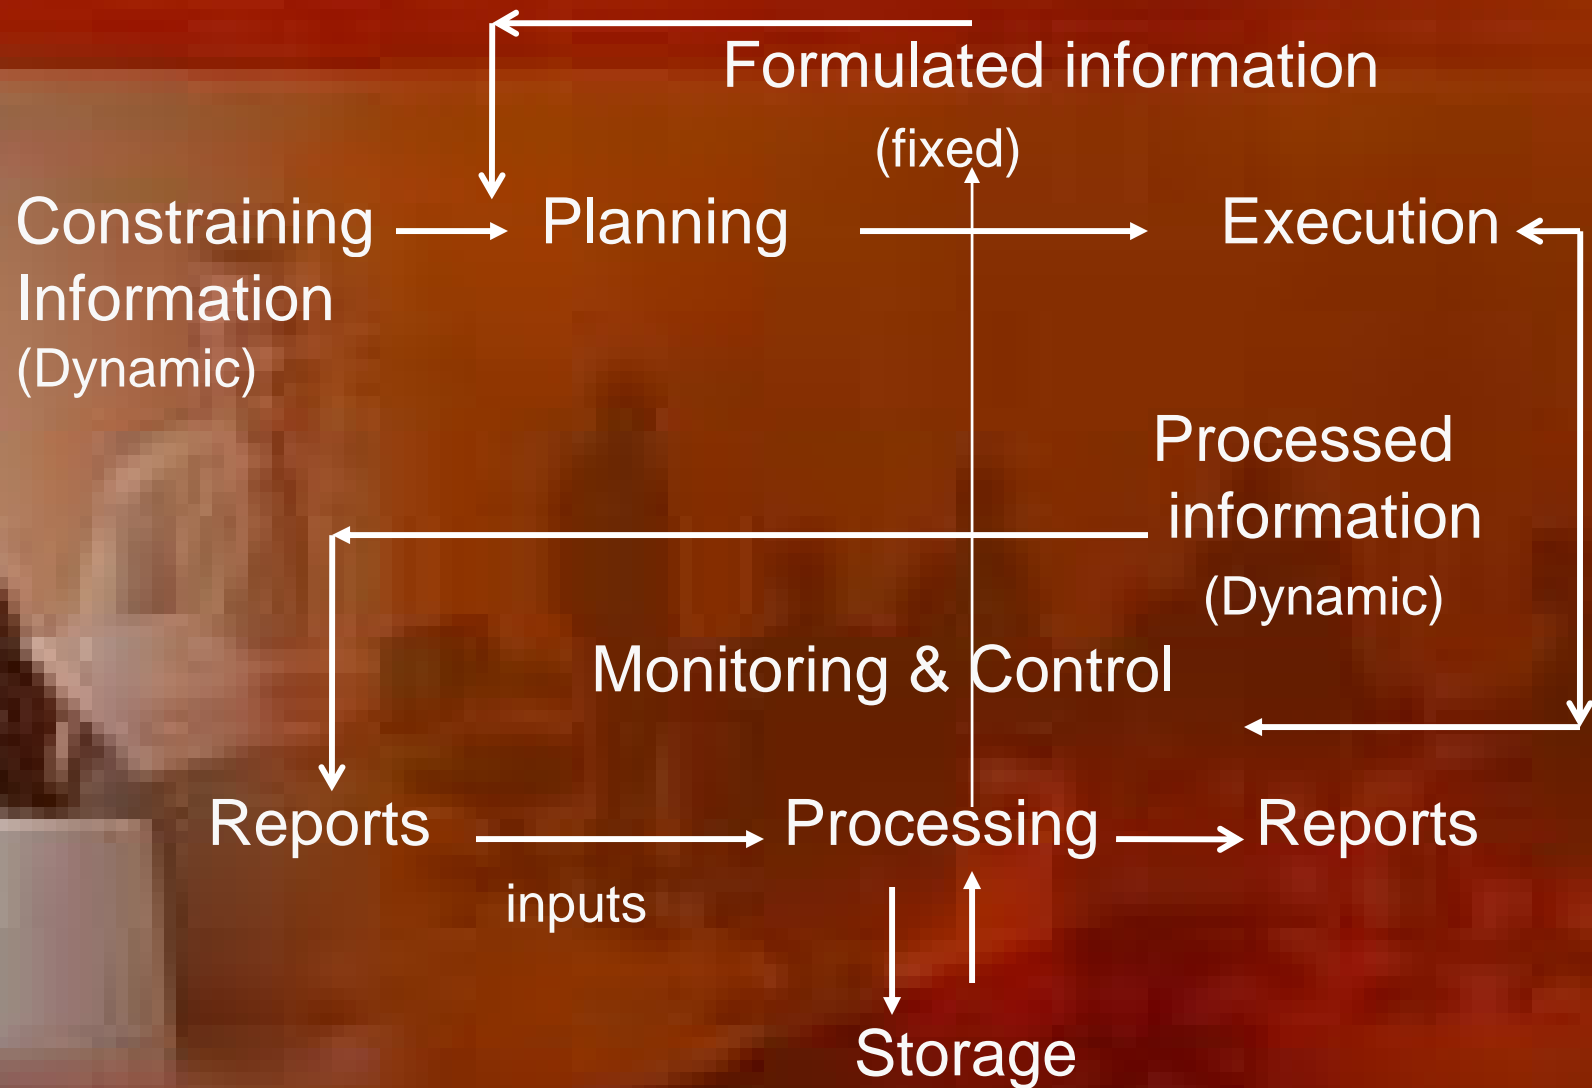 Formulated information
(fixed)
Constraining
Planning
Execution
Information
(Dynamic)
Processed
information
(Dynamic)
Monitoring & Control
Reports
Processing
Reports
inputs
Storage